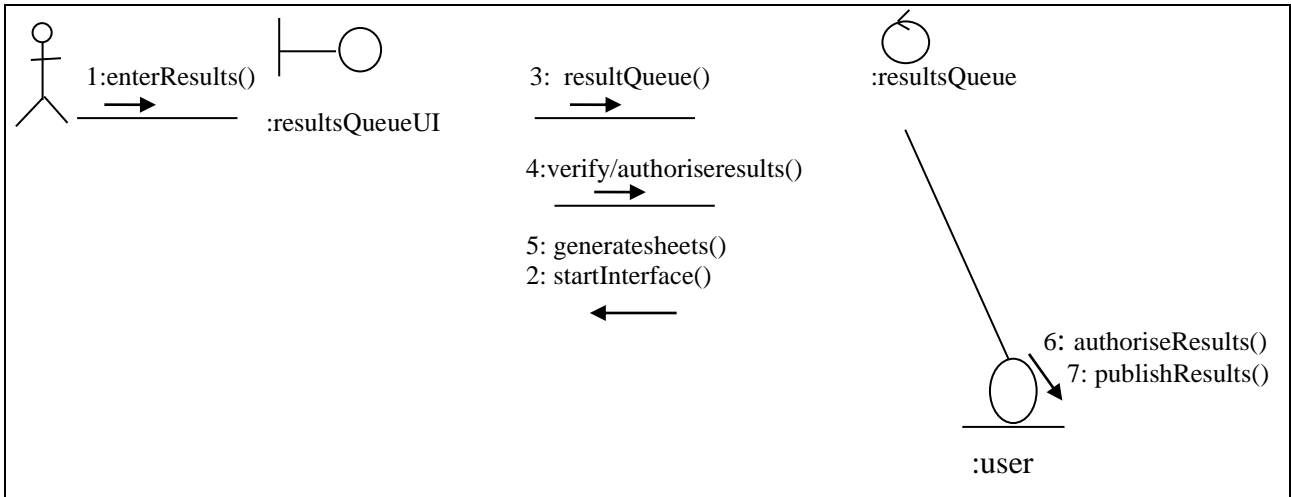 1:enterResults()
:resultsQueueUI
3: resultQueue()
:resultsQueue
4:verify/authoriseresults()
5: generatesheets()
2: startInterface()
6: authoriseResults()
7: publishResults()
:user